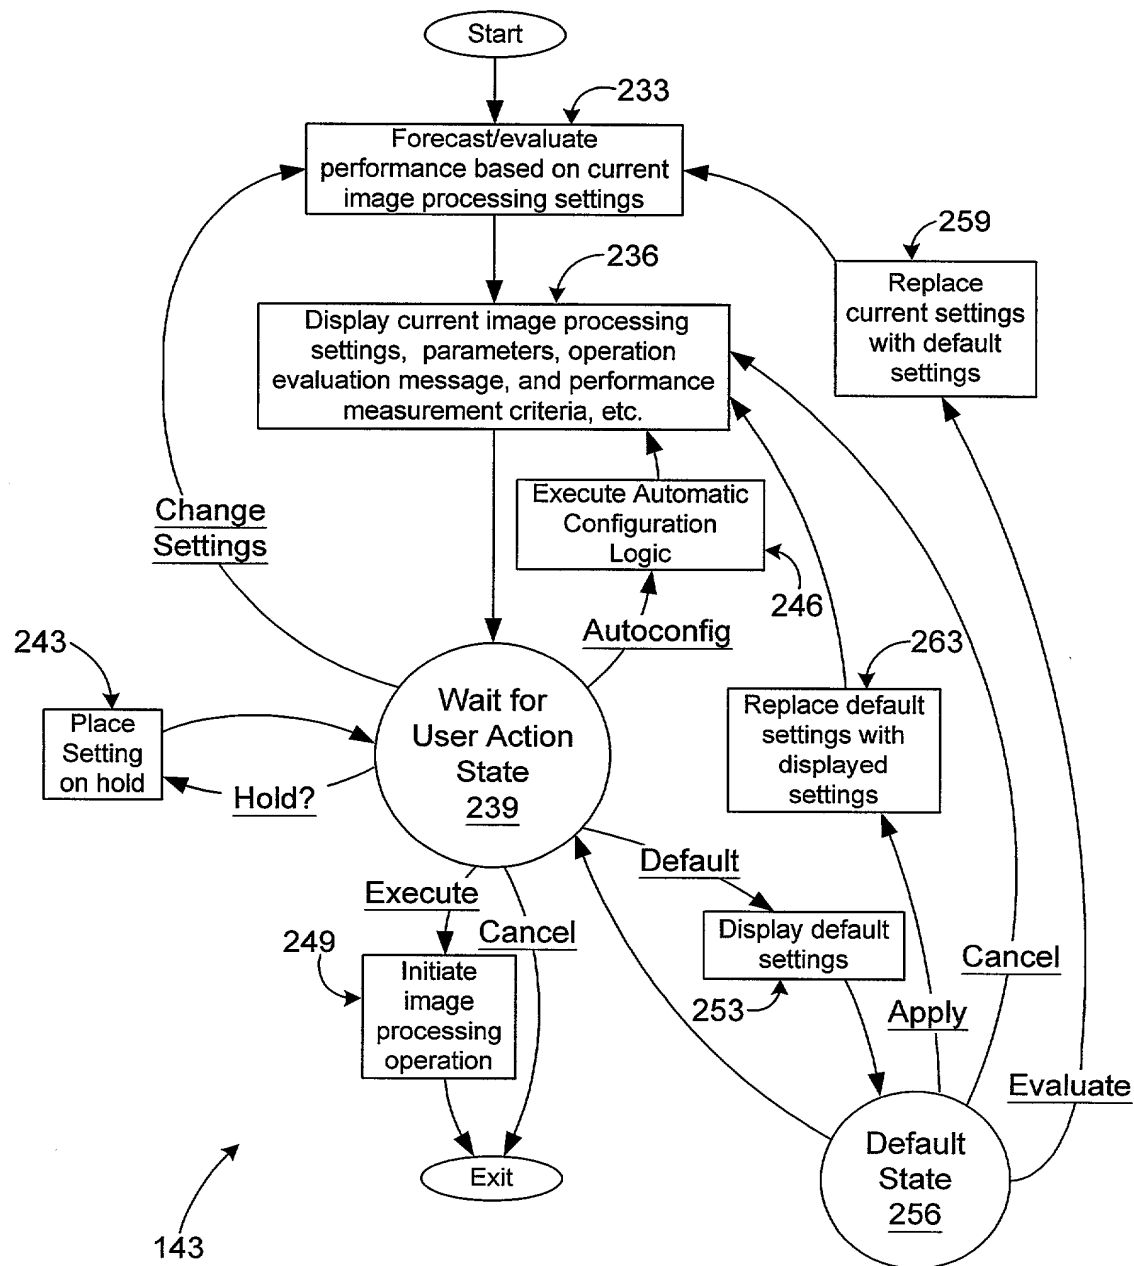 Start
233
Forecast/evaluate
performance based on current
image processing settings
236
259
Display current image processing
settings, parameters, operation
evaluation message, and performance
measurement criteria, etc.
Replace
current settings
with default
settings
Execute Automatic
Configuration
Logic
246
Change
Settings
Autoconfig
243
Place
Setting
on hold
Hold?
Wait for
User Action
State
239
263
Replace default
settings with
displayed
settings
Default
Execute
Cancel
249
Initiate
image
processing
operation
Display default
settings
253
Cancel
Apply
Evaluate
Exit
Default
State
256
143